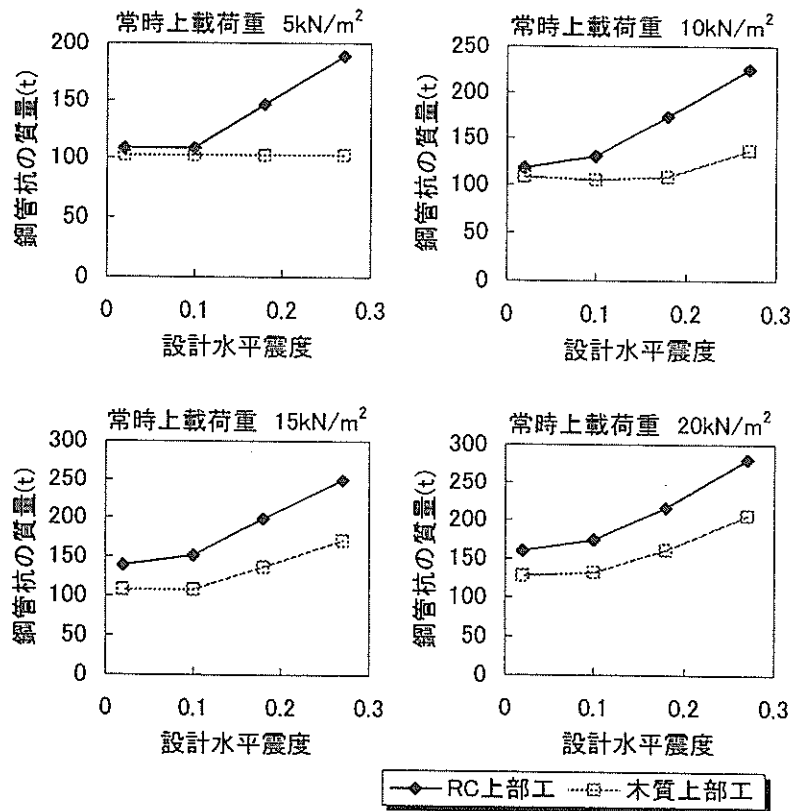 常時上載荷重 5kN/m²
鋼管杭の質量(t)
200
150
100
50
0
0 0.1 0.2 0.3
設計水平震度
常時上載荷重 10kN/m²
鋼管杭の質量(t)
250
200
150
100
50
0
0 0.1 0.2 0.3
設計水平震度
常時上載荷重 15kN/m²
鋼管杭の質量(t)
300
250
200
150
100
50
0
0 0.1 0.2 0.3
設計水平震度
常時上載荷重 20kN/m²
鋼管杭の質量(t)
300
250
200
150
100
50
0
0 0.1 0.2 0.3
設計水平震度
RC上部工 木質上部工